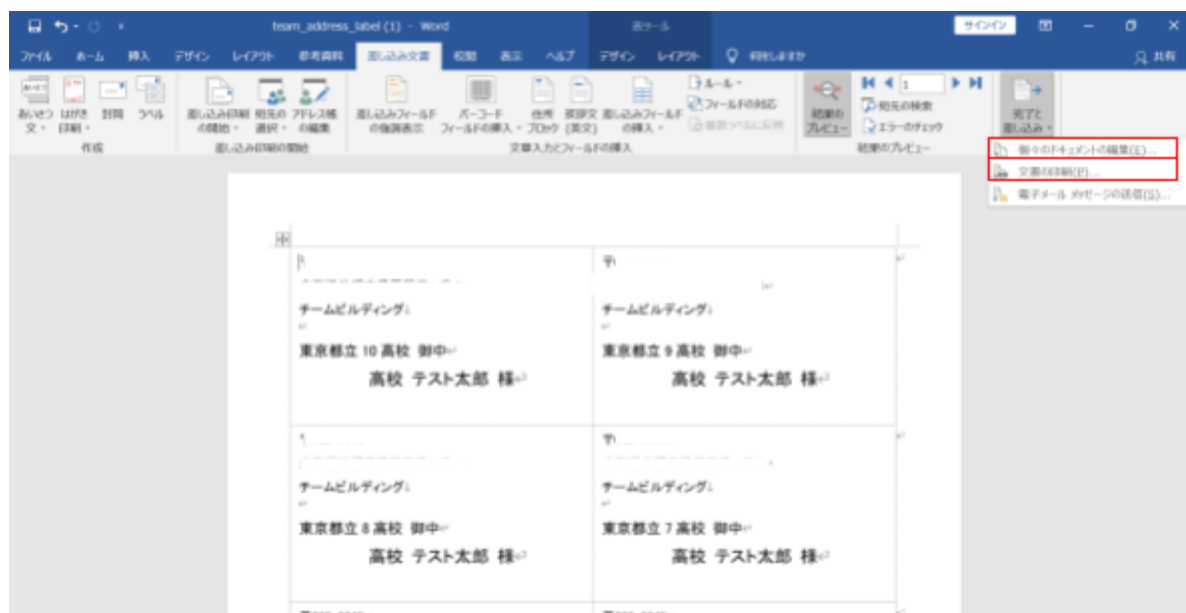 team_address_label (1) - Word
表ツール
サインイン
ファイル ホーム 挿入 デザイン レイアウト 参考資料 差し込み文書 校閲 表示 ヘルプ デザイン レイアウト 何をしますか 共有
あいさつ文 はがき印刷 封筒 ラベル
差し込み印刷の開始 宛先の選択 アドレス帳の編集
差し込みフィールドの強調表示 バーコードフィールドの挿入 住所ブロック 挨拶文(英文) 差し込みフィールドの挿入
ルール
フィールドの対応
複数ラベルに反映
結果のプレビュー
1
宛先の検索
エラーのチェック
完了と差し込み
作成 差し込み印刷の開始 文章入力とフィールドの挿入 結果のプレビュー
個々のドキュメントの編集(E)...
文書の印刷(P)...
電子メール メッセージの送信(S)...
〒
チームビルディング↓ チームビルディング↓
東京都立 10 高校 御中 東京都立 9 高校 御中
高校 テスト太郎 様 高校 テスト太郎 様
〒
チームビルディング↓ チームビルディング↓
東京都立 8 高校 御中 東京都立 7 高校 御中
高校 テスト太郎 様 高校 テスト太郎 様